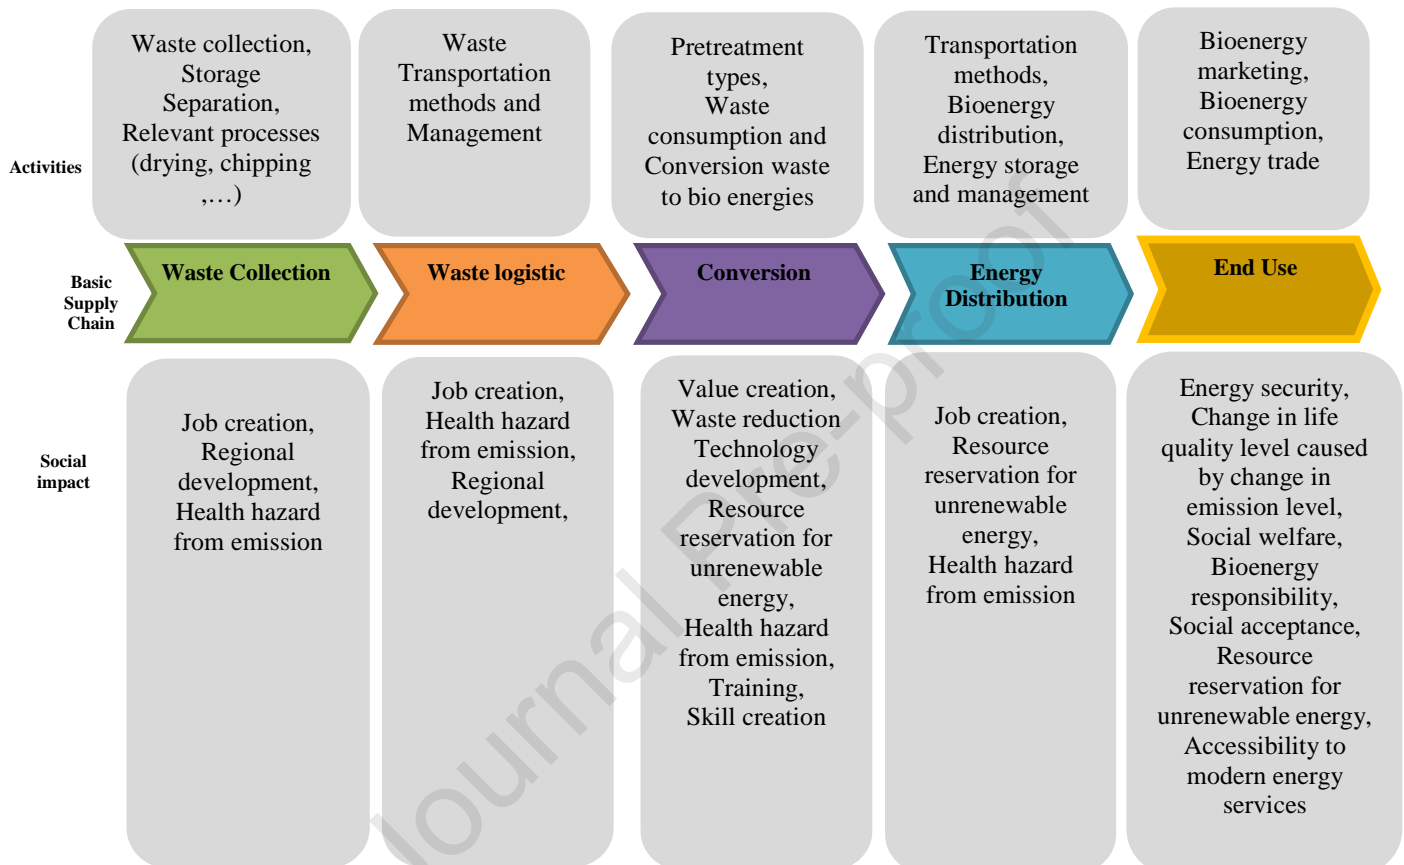 Activities
Waste collection,
Storage
Separation,
Relevant processes
(drying, chipping
,…)
Waste
Transportation
methods and
Management
Pretreatment
types,
Waste
consumption and
Conversion waste
to bio energies
Transportation
methods,
Bioenergy
distribution,
Energy storage
and management
Bioenergy
marketing,
Bioenergy
consumption,
Energy trade
Basic
Supply
Chain
Waste Collection
Waste logistic
Conversion
Energy
Distribution
End Use
Social
impact
Job creation,
Regional
development,
Health hazard
from emission
Job creation,
Health hazard
from emission,
Regional
development,
Value creation,
Waste reduction
Technology
development,
Resource
reservation for
unrenewable
energy,
Health hazard
from emission,
Training,
Skill creation
Job creation,
Resource
reservation for
unrenewable
energy,
Health hazard
from emission
Energy security,
Change in life
quality level caused
by change in
emission level,
Social welfare,
Bioenergy
responsibility,
Social acceptance,
Resource
reservation for
unrenewable energy,
Accessibility to
modern energy
services
Journal Pre-proof